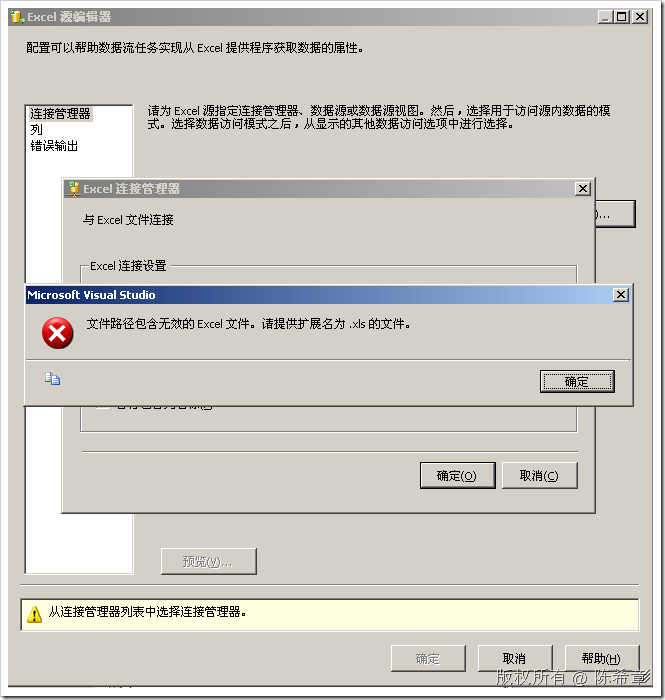 Excel 源编辑器
配置可以帮助数据流任务实现从 Excel 提供程序获取数据的属性。
连接管理器
列
错误输出
请为 Excel 源指定连接管理器、数据源或数据源视图。然后，选择用于访问源内数据的模
式。选择数据访问模式之后，从显示的其他数据访问选项中进行选择。
Excel 连接管理器
)...
与 Excel 文件连接
Excel 连接设置
Microsoft Visual Studio
文件路径包含无效的 Excel 文件。请提供扩展名为 .xls 的文件。
确定
确定(O)
取消(C)
预览(V)...
从连接管理器列表中选择连接管理器。
确定
取消
帮助(H)
版权所有 @ 陈希章